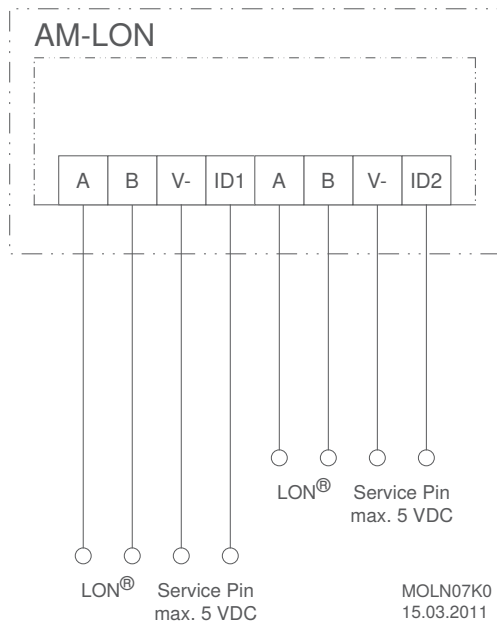 AM-LON
A B V- ID1 A B V- ID2
LON® Service Pin
max. 5 VDC
LON® Service Pin
max. 5 VDC
MOLN07K0
15.03.2011